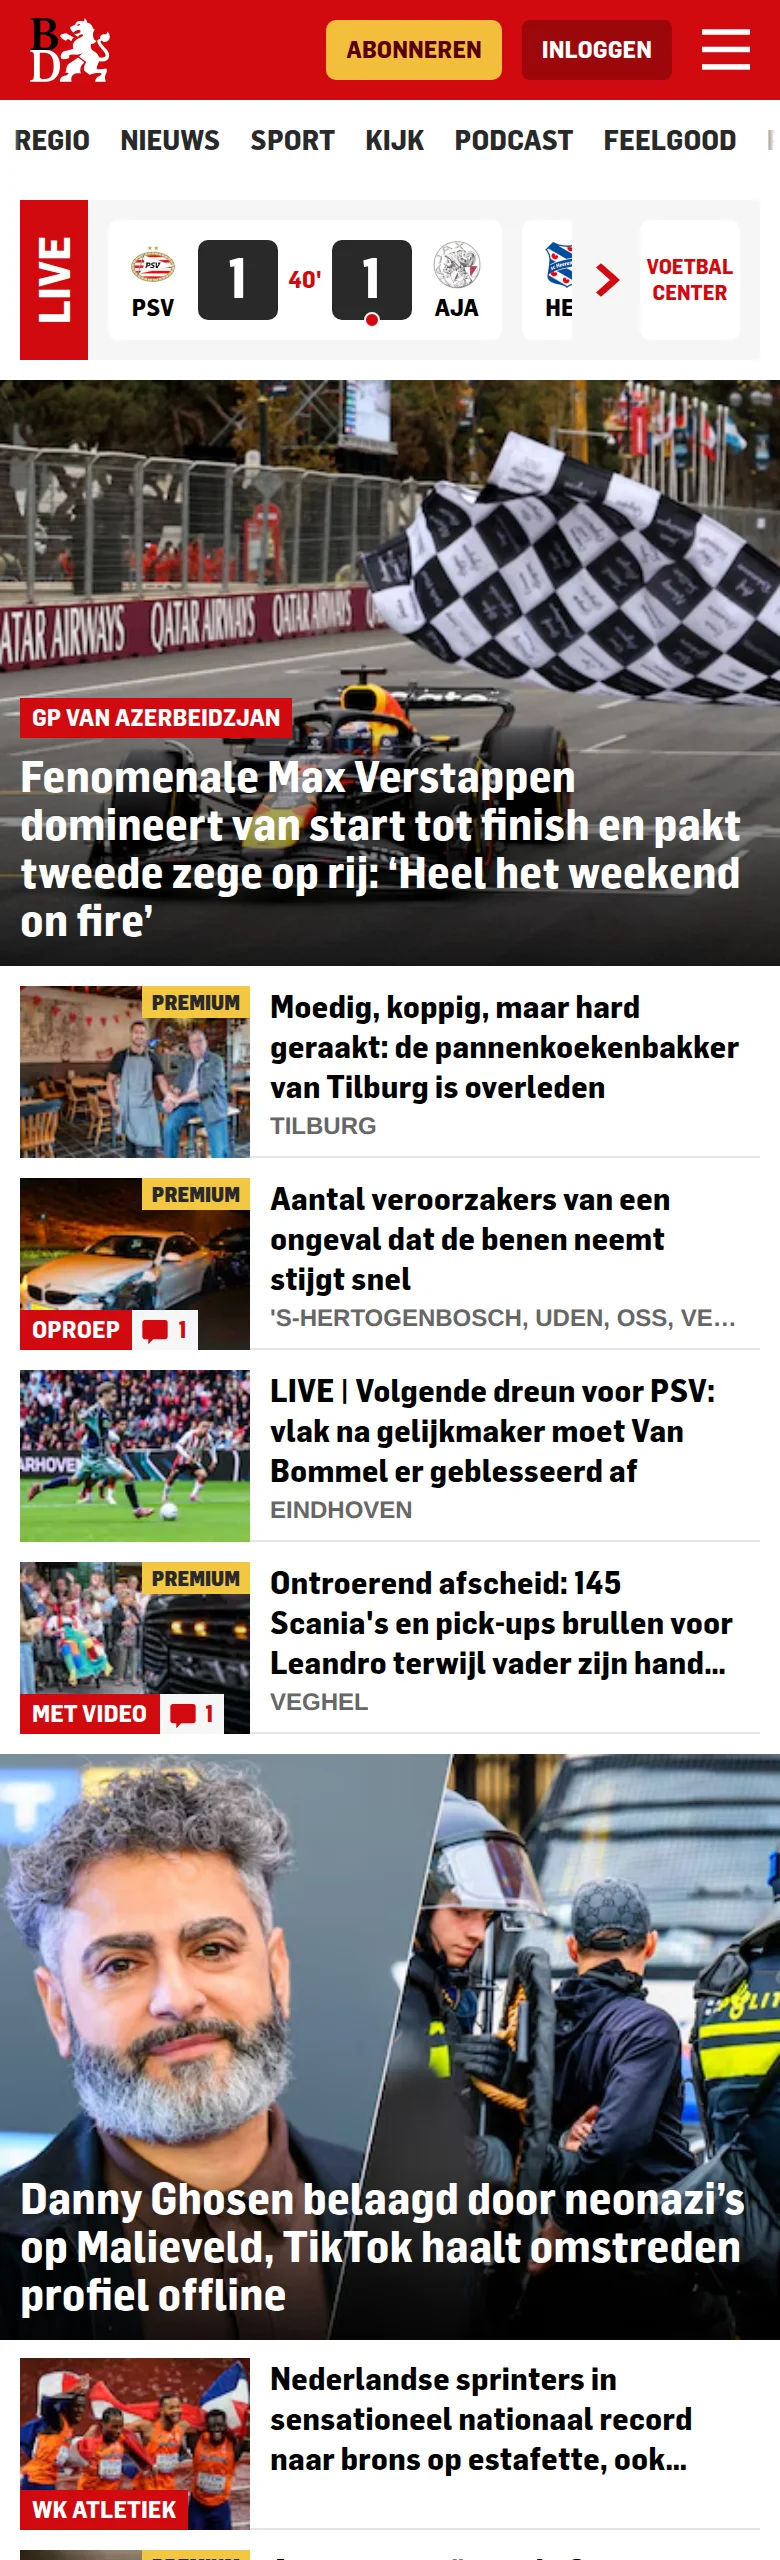 BD
ABONNEREN
INLOGGEN
REGIO NIEUWS SPORT KIJK PODCAST FEELGOOD
LIVE
PSV
1
40'
1
AJA
HE
VOETBAL
CENTER
QATAR AIRWAYS
QATAR AIRWAYS
GP VAN AZERBEIDZJAN
Fenomenale Max Verstappen
domineert van start tot finish en pakt
tweede zege op rij: ‘Heel het weekend
on fire’
PREMIUM
Moedig, koppig, maar hard
geraakt: de pannenkoekenbakker
van Tilburg is overleden
TILBURG
PREMIUM
OPROEP
1
Aantal veroorzakers van een
ongeval dat de benen neemt
stijgt snel
'S-HERTOGENBOSCH, UDEN, OSS, VE...
LIVE | Volgende dreun voor PSV:
vlak na gelijkmaker moet Van
Bommel er geblesseerd af
EINDHOVEN
PREMIUM
MET VIDEO
1
Ontroerend afscheid: 145
Scania's en pick-ups brullen voor
Leandro terwijl vader zijn hand...
VEGHEL
Danny Ghosen belaagd door neonazi’s
op Malieveld, TikTok haalt omstreden
profiel offline
WK ATLETIEK
Nederlandse sprinters in
sensationeel nationaal record
naar brons op estafette, ook...